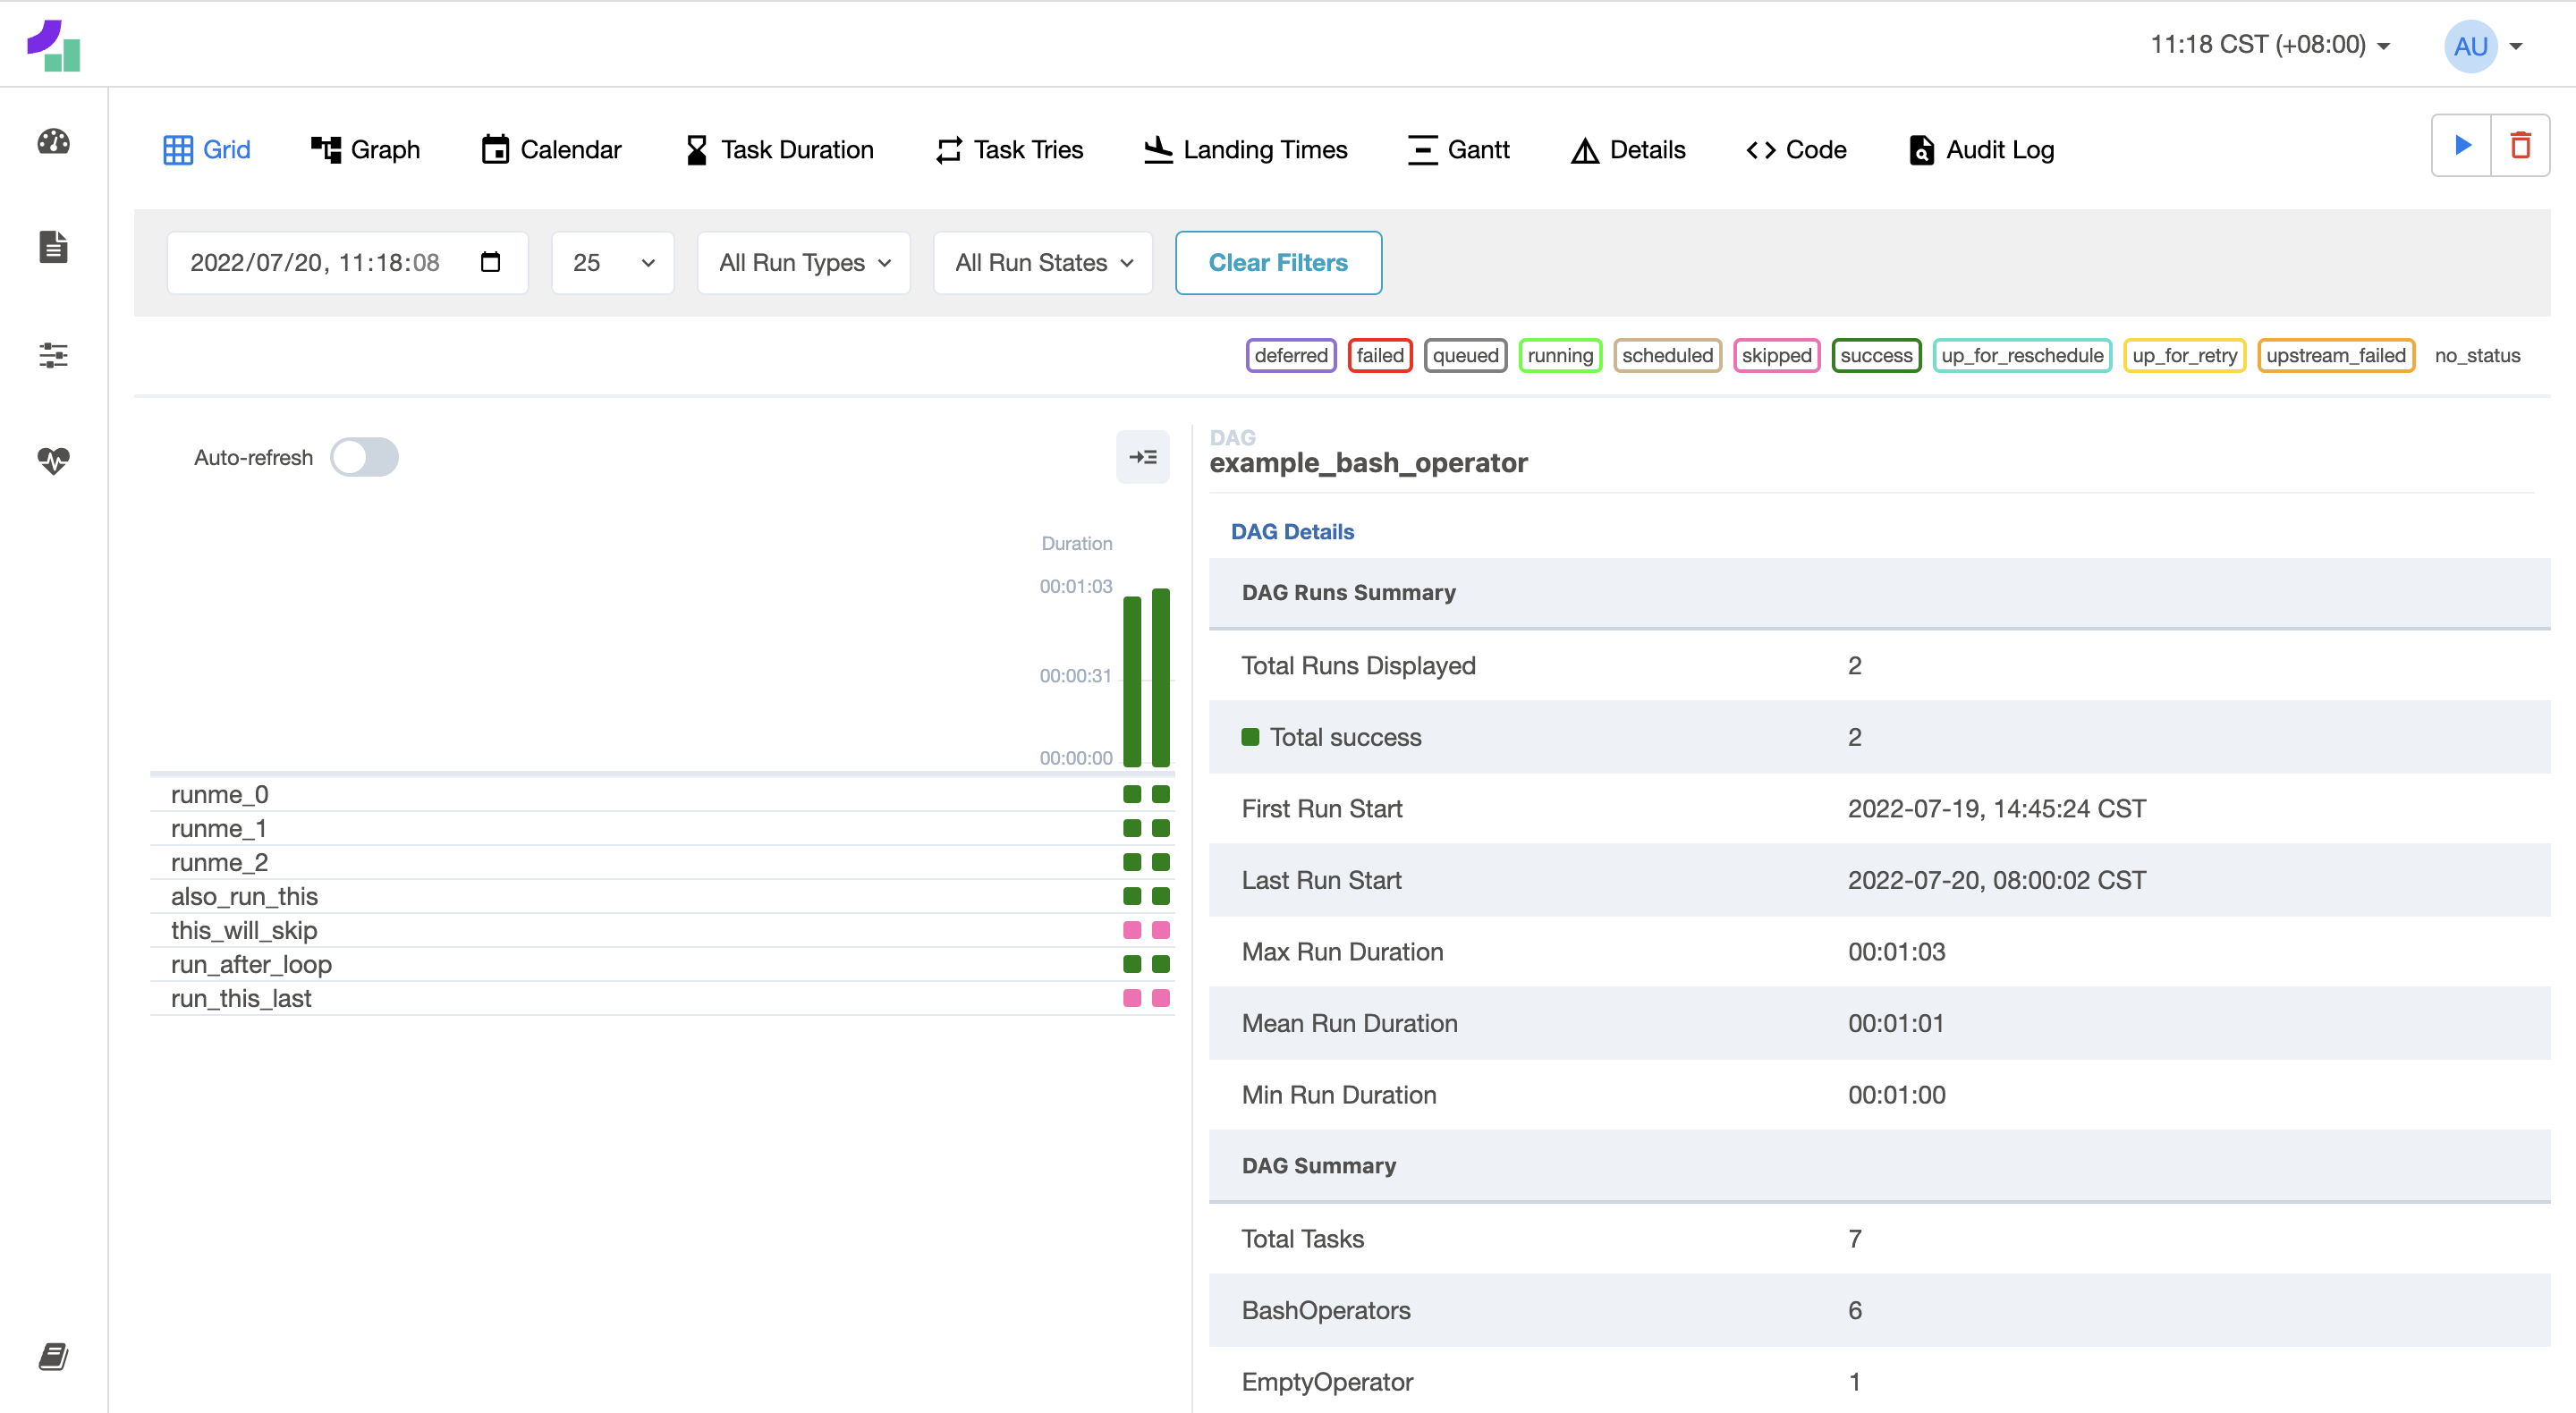 11:18 CST (+08:00)
AU
Grid Graph Calendar Task Duration Task Tries Landing Times Gantt Details Code Audit Log
2022/07/20, 11:18:08 25 All Run Types All Run States Clear Filters
deferred failed queued running scheduled skipped success up_for_reschedule up_for_retry upstream_failed no_status
Auto-refresh
Duration
00:01:03
00:00:31
00:00:00
runme_0
runme_1
runme_2
also_run_this
this_will_skip
run_after_loop
run_this_last
DAG
example_bash_operator
DAG Details
DAG Runs Summary
Total Runs Displayed 2
Total success 2
First Run Start 2022-07-19, 14:45:24 CST
Last Run Start 2022-07-20, 08:00:02 CST
Max Run Duration 00:01:03
Mean Run Duration 00:01:01
Min Run Duration 00:01:00
DAG Summary
Total Tasks 7
BashOperators 6
EmptyOperator 1